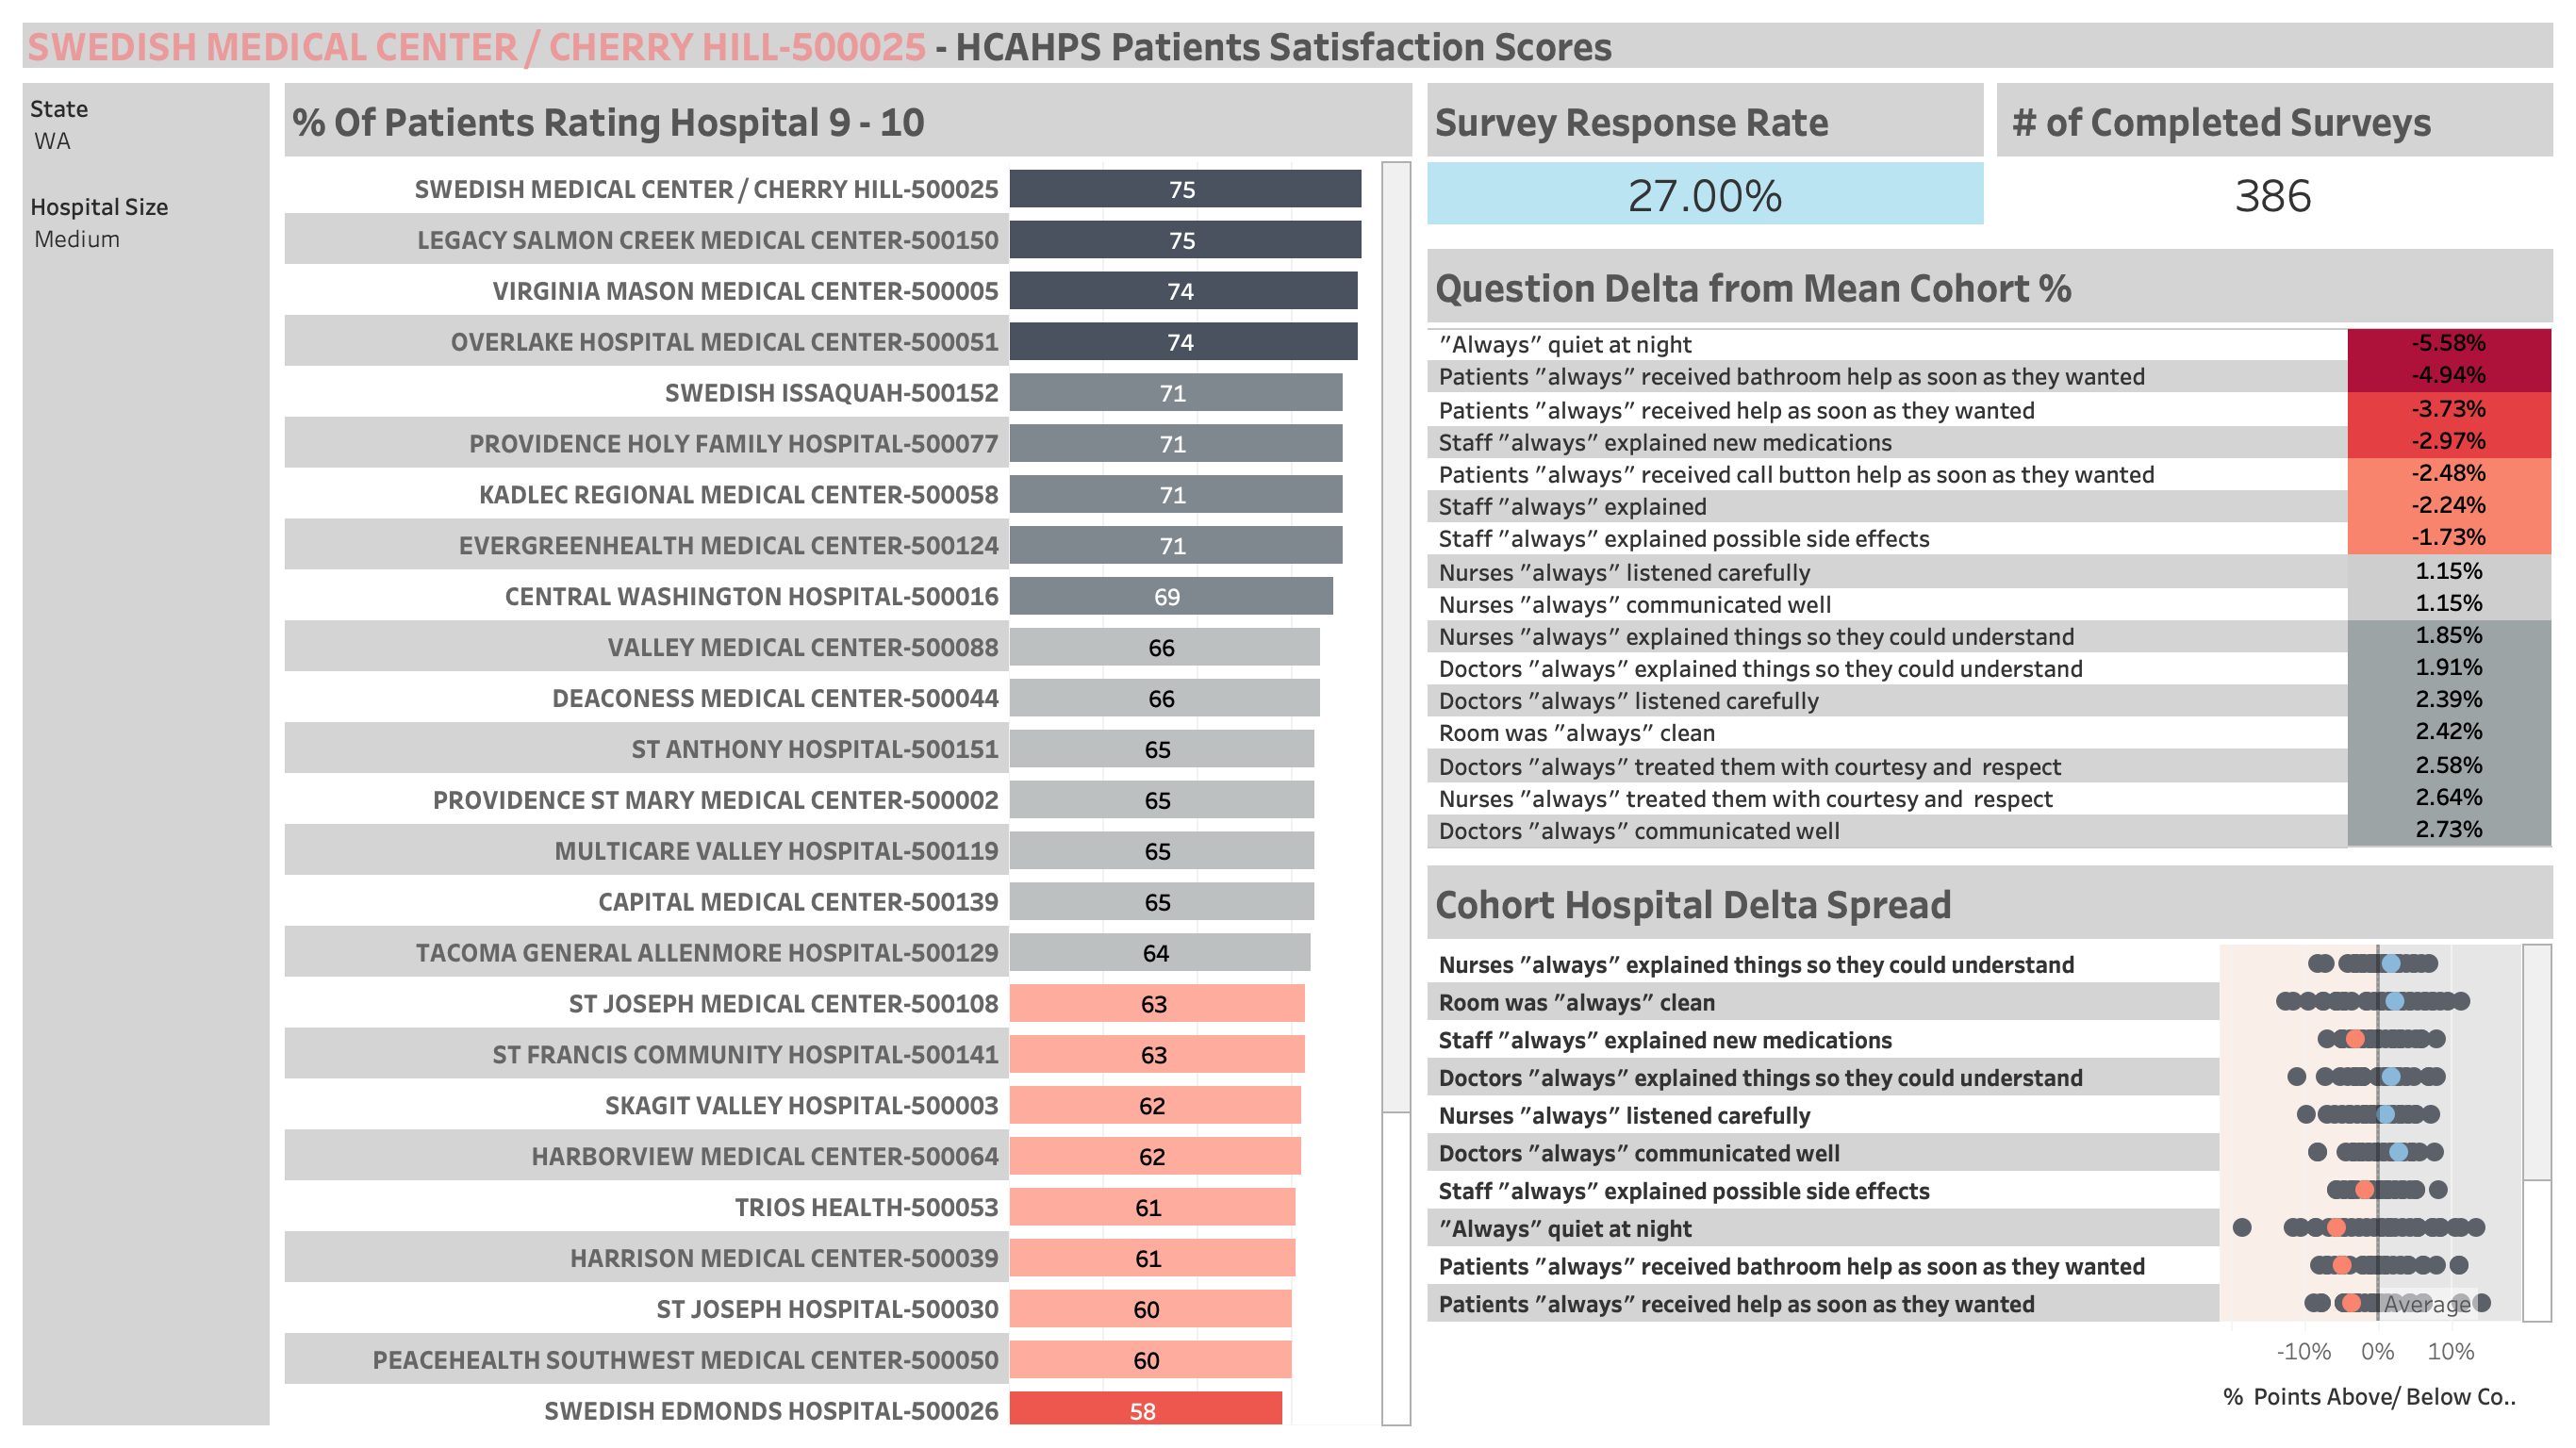 SWEDISH MEDICAL CENTER / CHERRY HILL-500025 - HCAHPS Patients Satisfaction Scores
State
WA
Hospital Size
Medium
% Of Patients Rating Hospital 9 - 10
SWEDISH MEDICAL CENTER / CHERRY HILL-500025 75
LEGACY SALMON CREEK MEDICAL CENTER-500150 75
VIRGINIA MASON MEDICAL CENTER-500005 74
OVERLAKE HOSPITAL MEDICAL CENTER-500051 74
SWEDISH ISSAQUAH-500152 71
PROVIDENCE HOLY FAMILY HOSPITAL-500077 71
KADLEC REGIONAL MEDICAL CENTER-500058 71
EVERGREENHEALTH MEDICAL CENTER-500124 71
CENTRAL WASHINGTON HOSPITAL-500016 69
VALLEY MEDICAL CENTER-500088 66
DEACONESS MEDICAL CENTER-500044 66
ST ANTHONY HOSPITAL-500151 65
PROVIDENCE ST MARY MEDICAL CENTER-500002 65
MULTICARE VALLEY HOSPITAL-500119 65
CAPITAL MEDICAL CENTER-500139 65
TACOMA GENERAL ALLENMORE HOSPITAL-500129 64
ST JOSEPH MEDICAL CENTER-500108 63
ST FRANCIS COMMUNITY HOSPITAL-500141 63
SKAGIT VALLEY HOSPITAL-500003 62
HARBORVIEW MEDICAL CENTER-500064 62
TRIOS HEALTH-500053 61
HARRISON MEDICAL CENTER-500039 61
ST JOSEPH HOSPITAL-500030 60
PEACEHEALTH SOUTHWEST MEDICAL CENTER-500050 60
SWEDISH EDMONDS HOSPITAL-500026 58
Survey Response Rate
27.00%
# of Completed Surveys
386
Question Delta from Mean Cohort %
"Always" quiet at night -5.58%
Patients "always" received bathroom help as soon as they wanted -4.94%
Patients "always" received help as soon as they wanted -3.73%
Staff "always" explained new medications -2.97%
Patients "always" received call button help as soon as they wanted -2.48%
Staff "always" explained -2.24%
Staff "always" explained possible side effects -1.73%
Nurses "always" listened carefully 1.15%
Nurses "always" communicated well 1.15%
Nurses "always" explained things so they could understand 1.85%
Doctors "always" explained things so they could understand 1.91%
Doctors "always" listened carefully 2.39%
Room was "always" clean 2.42%
Doctors "always" treated them with courtesy and  respect 2.58%
Nurses "always" treated them with courtesy and  respect 2.64%
Doctors "always" communicated well 2.73%
Cohort Hospital Delta Spread
Nurses "always" explained things so they could understand
Room was "always" clean
Staff "always" explained new medications
Doctors "always" explained things so they could understand
Nurses "always" listened carefully
Doctors "always" communicated well
Staff "always" explained possible side effects
"Always" quiet at night
Patients "always" received bathroom help as soon as they wanted
Patients "always" received help as soon as they wanted
Average
-10% 0% 10%
% Points Above/ Below Co..